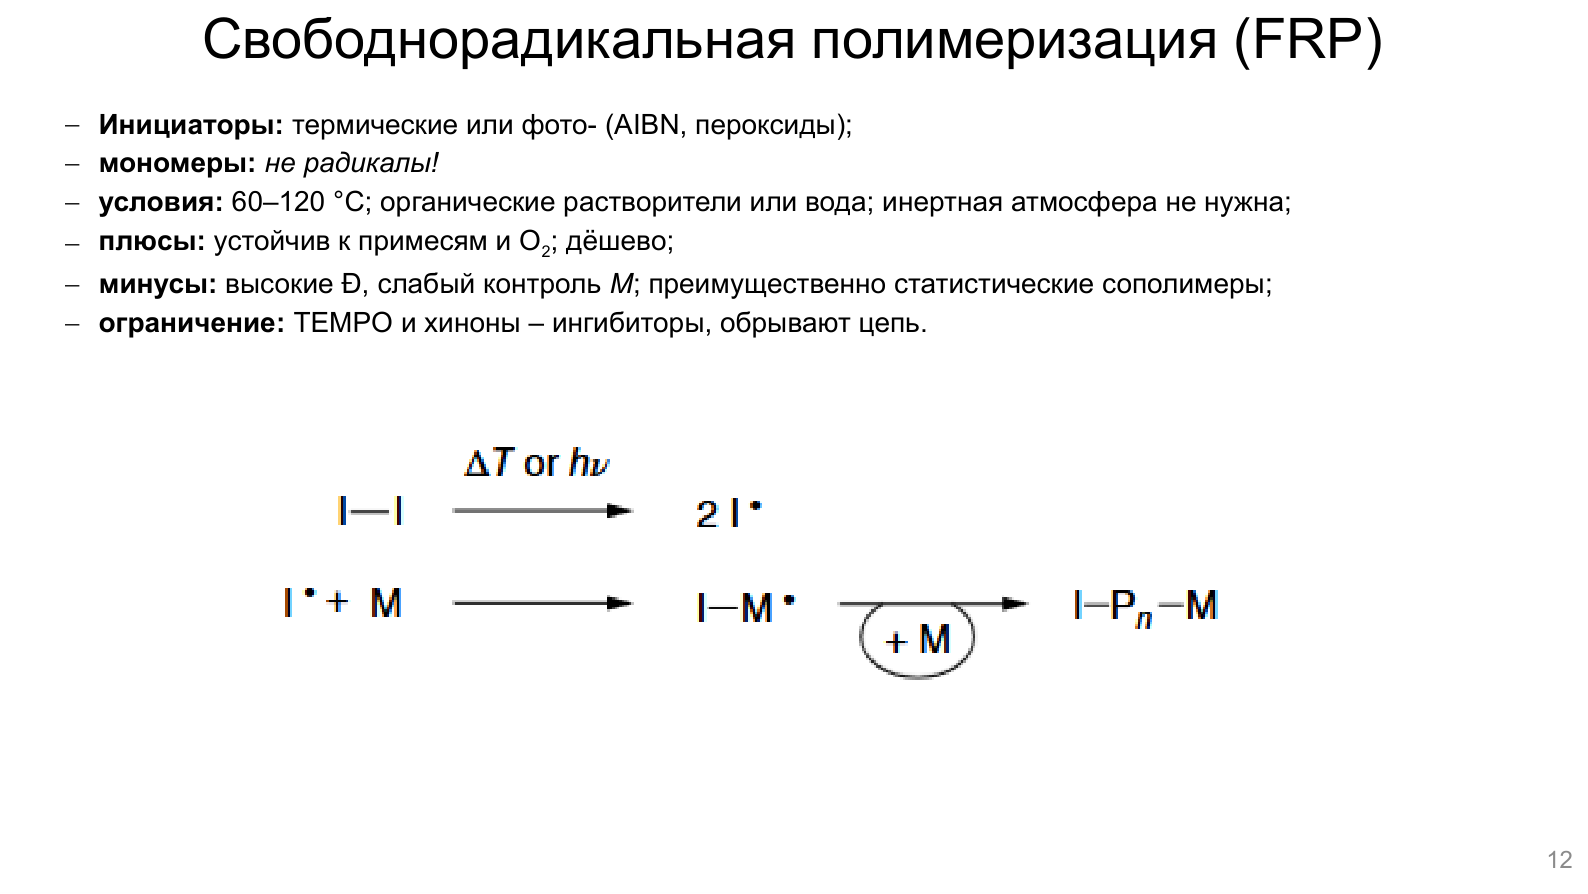 Свободнорадикальная полимеризация (FRP)
– Инициаторы: термические или фото- (AIBN, пероксиды);
– мономеры: не радикалы!
– условия: 60–120 °C; органические растворители или вода; инертная атмосфера не нужна;
– плюсы: устойчив к примесям и O₂; дёшево;
– минусы: высокие Đ, слабый контроль M; преимущественно статистические сополимеры;
– ограничение: TEMPO и хиноны – ингибиторы, обрывают цепь.
ΔT or hν
I—I 2 I•
I• + M I–M• + M I–Pₙ–M
12